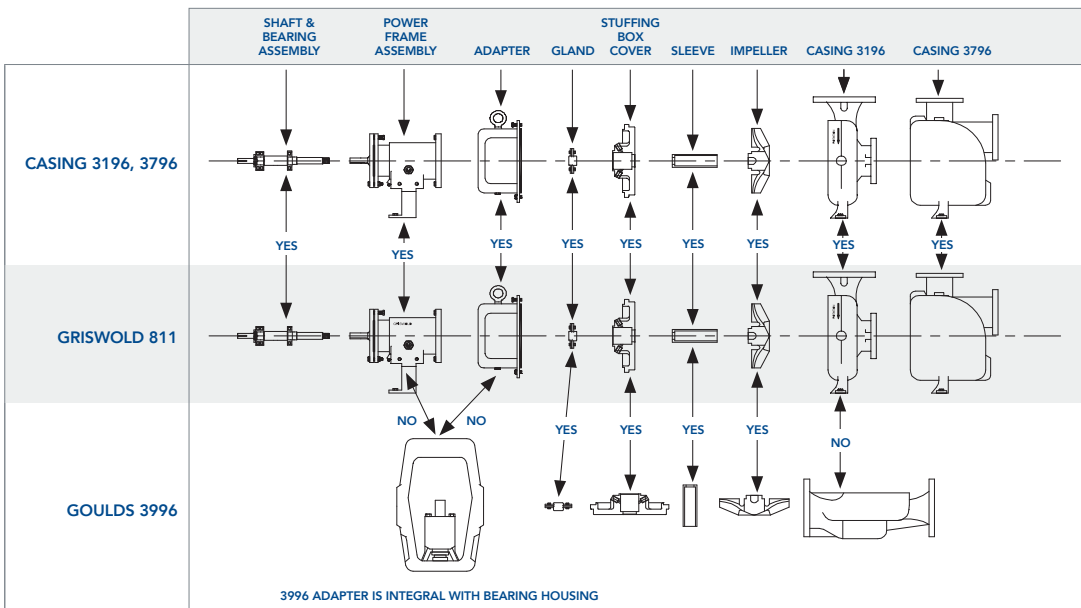 SHAFT &
BEARING
ASSEMBLY
POWER
FRAME
ASSEMBLY
ADAPTER
GLAND
STUFFING
BOX
COVER
SLEEVE
IMPELLER
CASING 3196
CASING 3796
CASING 3196, 3796
YES
YES
YES
YES
YES
YES
YES
YES
YES
GRISWOLD 811
NO
NO
YES
YES
YES
YES
NO
GOULDS 3996
3996 ADAPTER IS INTEGRAL WITH BEARING HOUSING